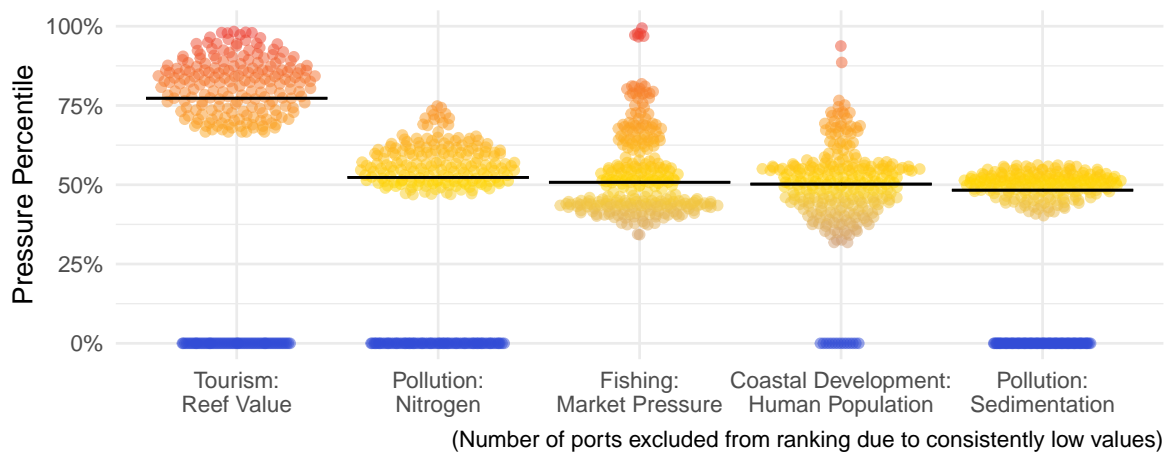 100%
75%
50%
25%
0%
Pressure Percentile
Tourism:
Reef Value
Pollution:
Nitrogen
Fishing:
Market Pressure
Coastal Development:
Human Population
Pollution:
Sedimentation
(Number of ports excluded from ranking due to consistently low values)